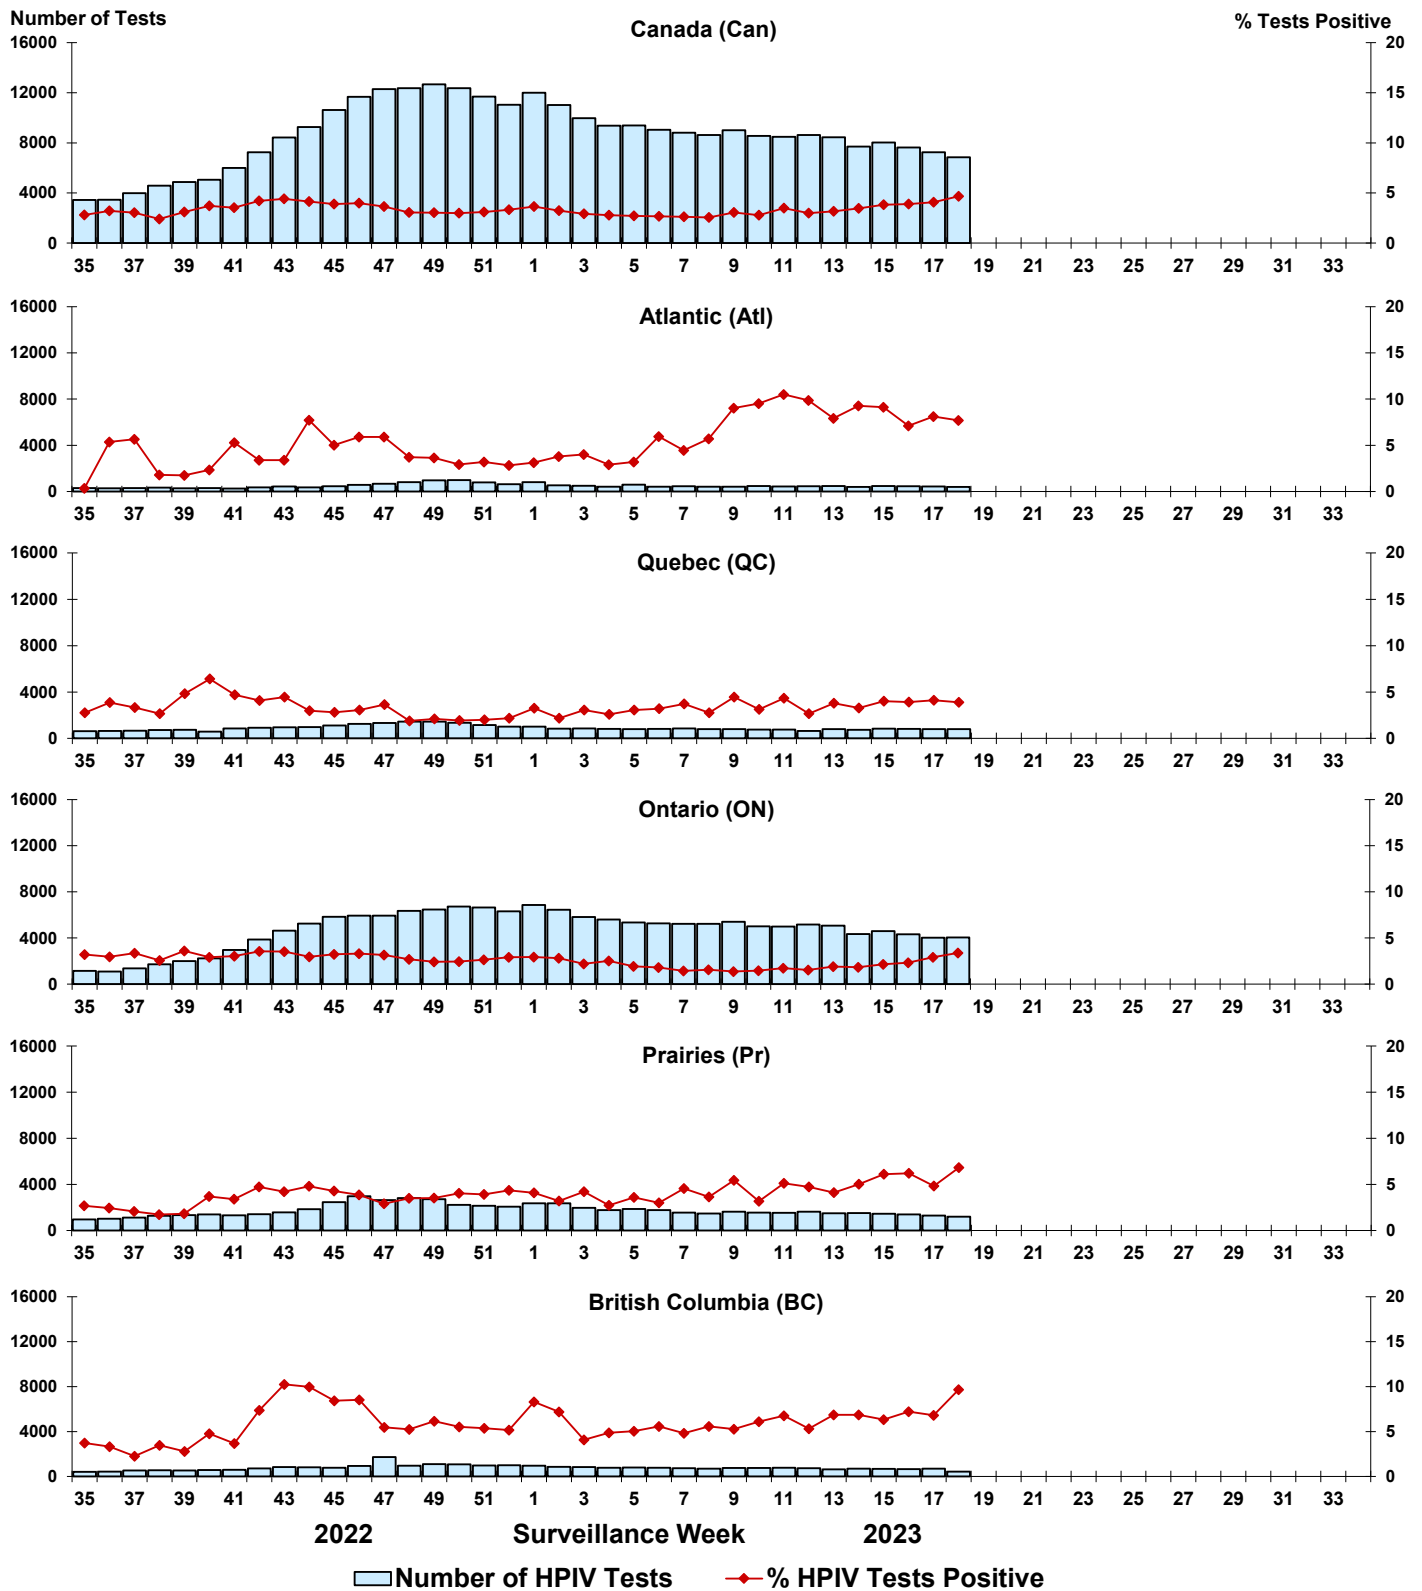 Number of Tests
Canada (Can)
% Tests Positive
16000 20
12000 15
8000 10
4000 5
0 0
35 37 39 41 43 45 47 49 51 1 3 5 7 9 11 13 15 17 19 21 23 25 27 29 31 33
Atlantic (Atl)
16000 20
12000 15
8000 10
4000 5
0 0
35 37 39 41 43 45 47 49 51 1 3 5 7 9 11 13 15 17 19 21 23 25 27 29 31 33
Quebec (QC)
16000 20
12000 15
8000 10
4000 5
0 0
35 37 39 41 43 45 47 49 51 1 3 5 7 9 11 13 15 17 19 21 23 25 27 29 31 33
Ontario (ON)
16000 20
12000 15
8000 10
4000 5
0 0
35 37 39 41 43 45 47 49 51 1 3 5 7 9 11 13 15 17 19 21 23 25 27 29 31 33
Prairies (Pr)
16000 20
12000 15
8000 10
4000 5
0 0
35 37 39 41 43 45 47 49 51 1 3 5 7 9 11 13 15 17 19 21 23 25 27 29 31 33
British Columbia (BC)
16000 20
12000 15
8000 10
4000 5
0 0
35 37 39 41 43 45 47 49 51 1 3 5 7 9 11 13 15 17 19 21 23 25 27 29 31 33
2022 Surveillance Week 2023
Number of HPIV Tests % HPIV Tests Positive